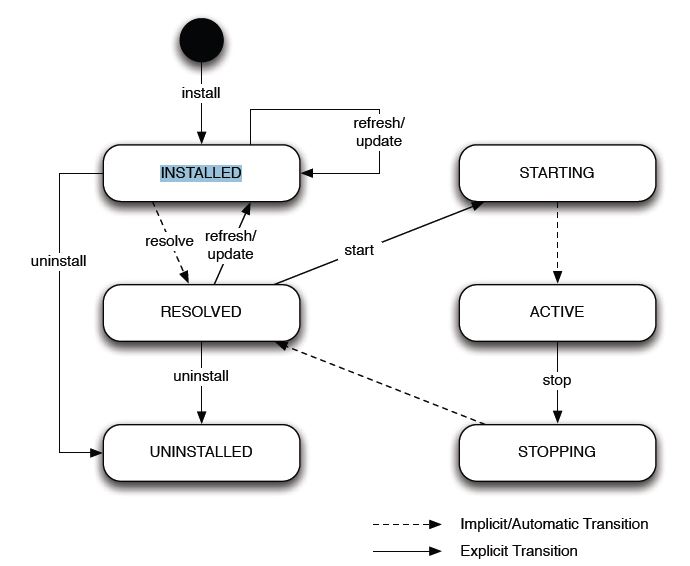 install
refresh/
update
INSTALLED
STARTING
resolve
refresh/
update
start
uninstall
RESOLVED
ACTIVE
uninstall
stop
UNINSTALLED
STOPPING
Implicit/Automatic Transition
Explicit Transition